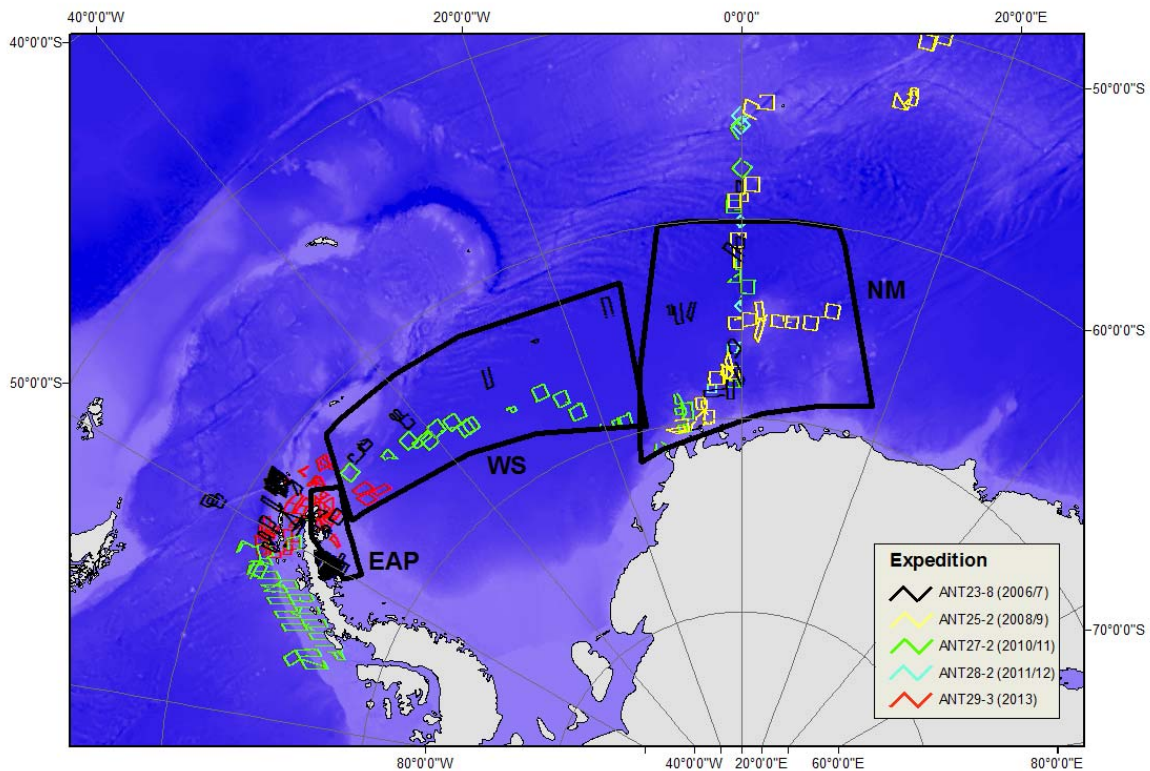 40°0'0"W
20°0'0"W
0°0'0"
20°0'0"E
40°0'0"S
50°0'0"S
NM
60°0'0"S
50°0'0"S
WS
EAP
Expedition
ANT23-8 (2006/7)
ANT25-2 (2008/9)
ANT27-2 (2010/11)
ANT28-2 (2011/12)
ANT29-3 (2013)
70°0'0"S
80°0'0"W
40°0'0"W
20°0'0"E
60°0'0"E
80°0'0"E